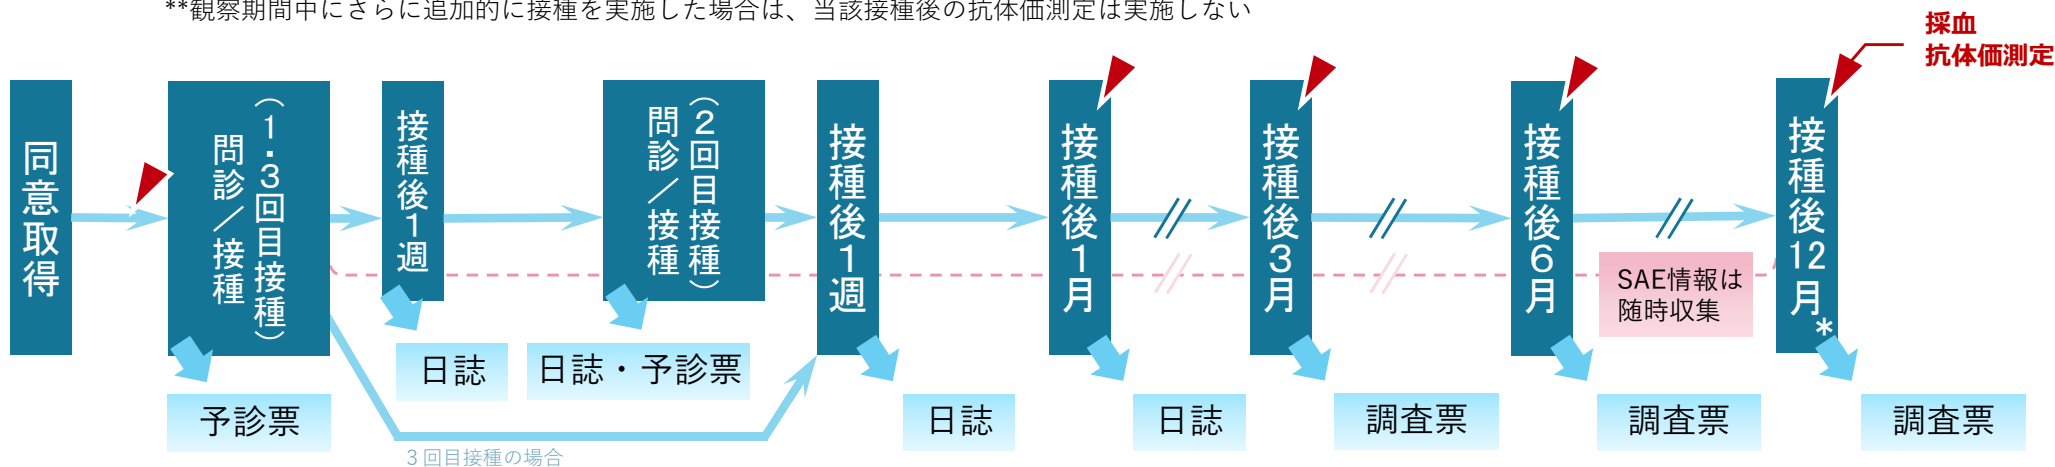 **観察期間中にさらに追加的に接種を実施した場合は、当該接種後の抗体価測定は実施しない
採血
抗体価測定
同意取得
（１・３回目接種）
問診／接種
接種後１週
（２回目接種）
問診／接種
接種後１週
接種後１月
接種後３月
接種後６月
接種後12月*
SAE情報は
随時収集
予診票
日誌
日誌・予診票
日誌
日誌
調査票
調査票
調査票
３回目接種の場合